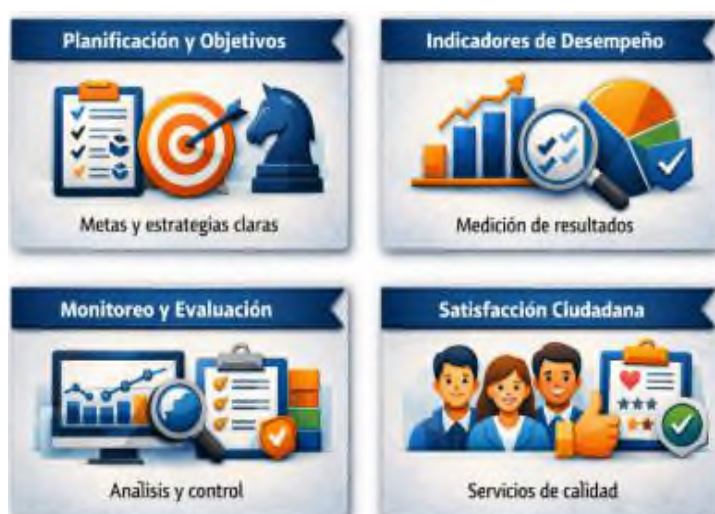 Planificación y Objetivos
Metas y estrategias claras
Indicadores de Desempeño
Medición de resultados
Monitoreo y Evaluación
Análisis y control
Satisfacción Ciudadana
Servicios de calidad